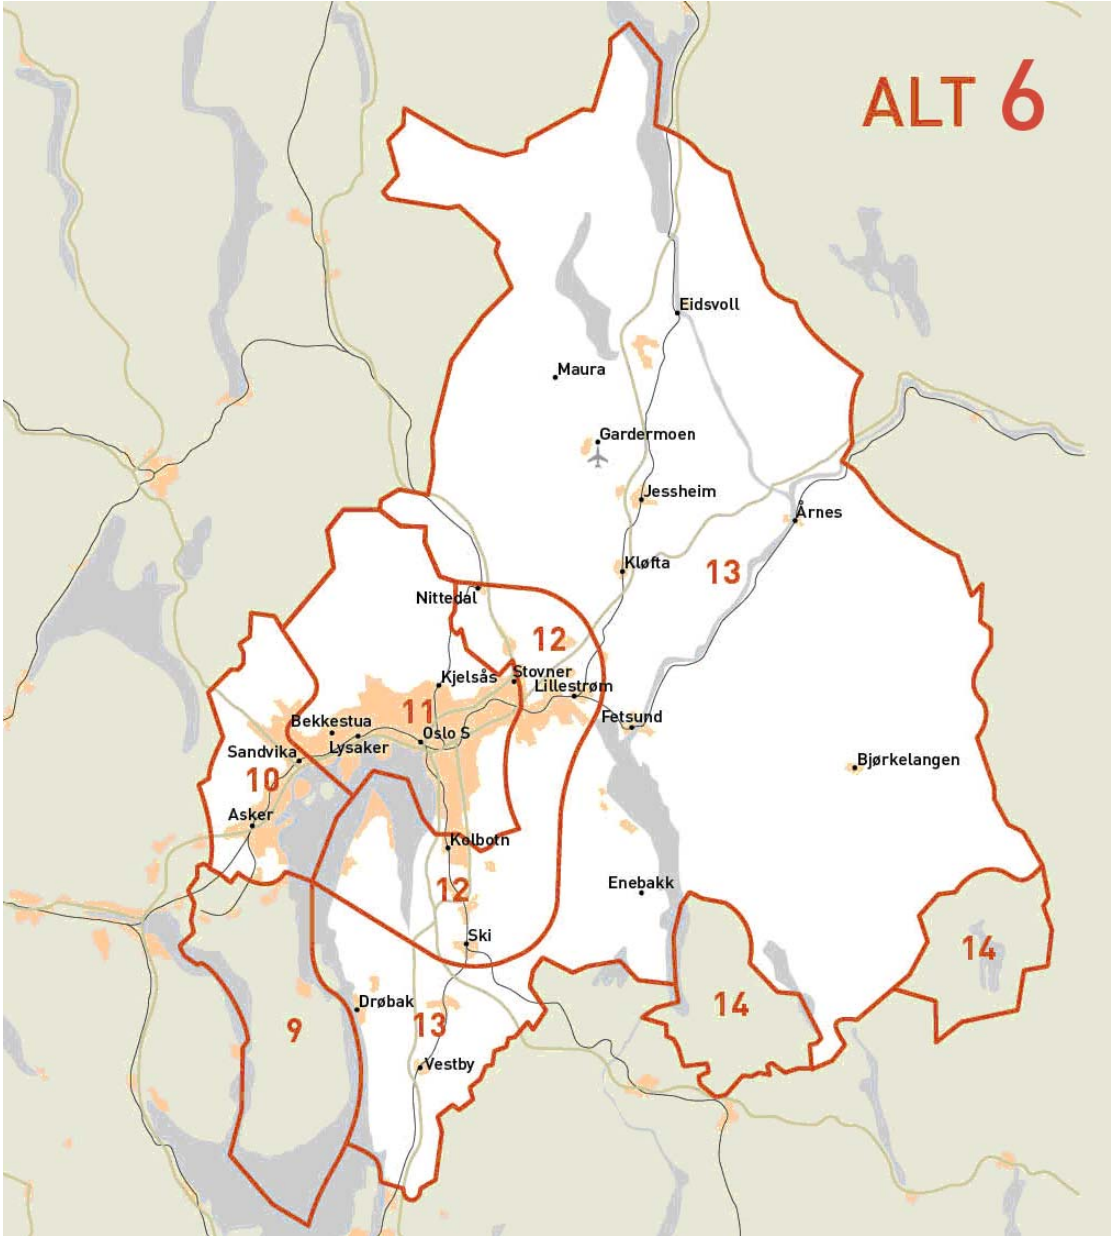 ALT 6
Eidsvoll
Maura
Gardermoen
Jessheim
Årnes
Kløfta
13
Nittedal
12
Kjelsås
Stovner
Lillestrøm
11
Bekkestua
Oslo S
Fetsund
Lysaker
Sandvika
Bjørkelangen
10
Asker
Kolbotn
Enebakk
12
Ski
14
Drøbak
14
13
9
Vestby